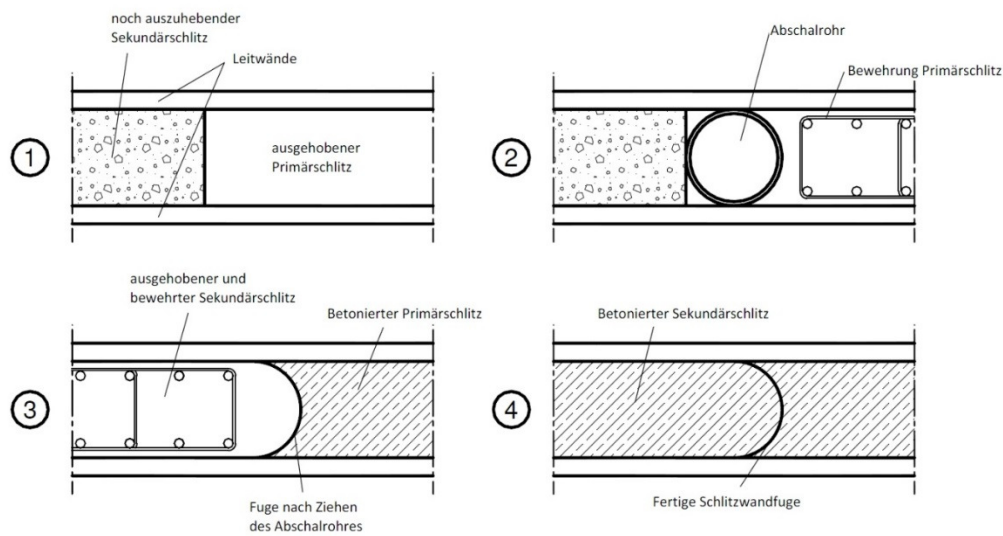 noch auszuhebender
Sekundärschlitz
Leitwände
ausgehobener
Primärschlitz
1
Abschalrohr
Bewehrung Primärschlitz
2
ausgehobener und
bewehrter Sekundärschlitz
Betonierter Primärschlitz
3
Fuge nach Ziehen
des Abschalrohres
Betonierter Sekundärschlitz
4
Fertige Schlitzwandfuge